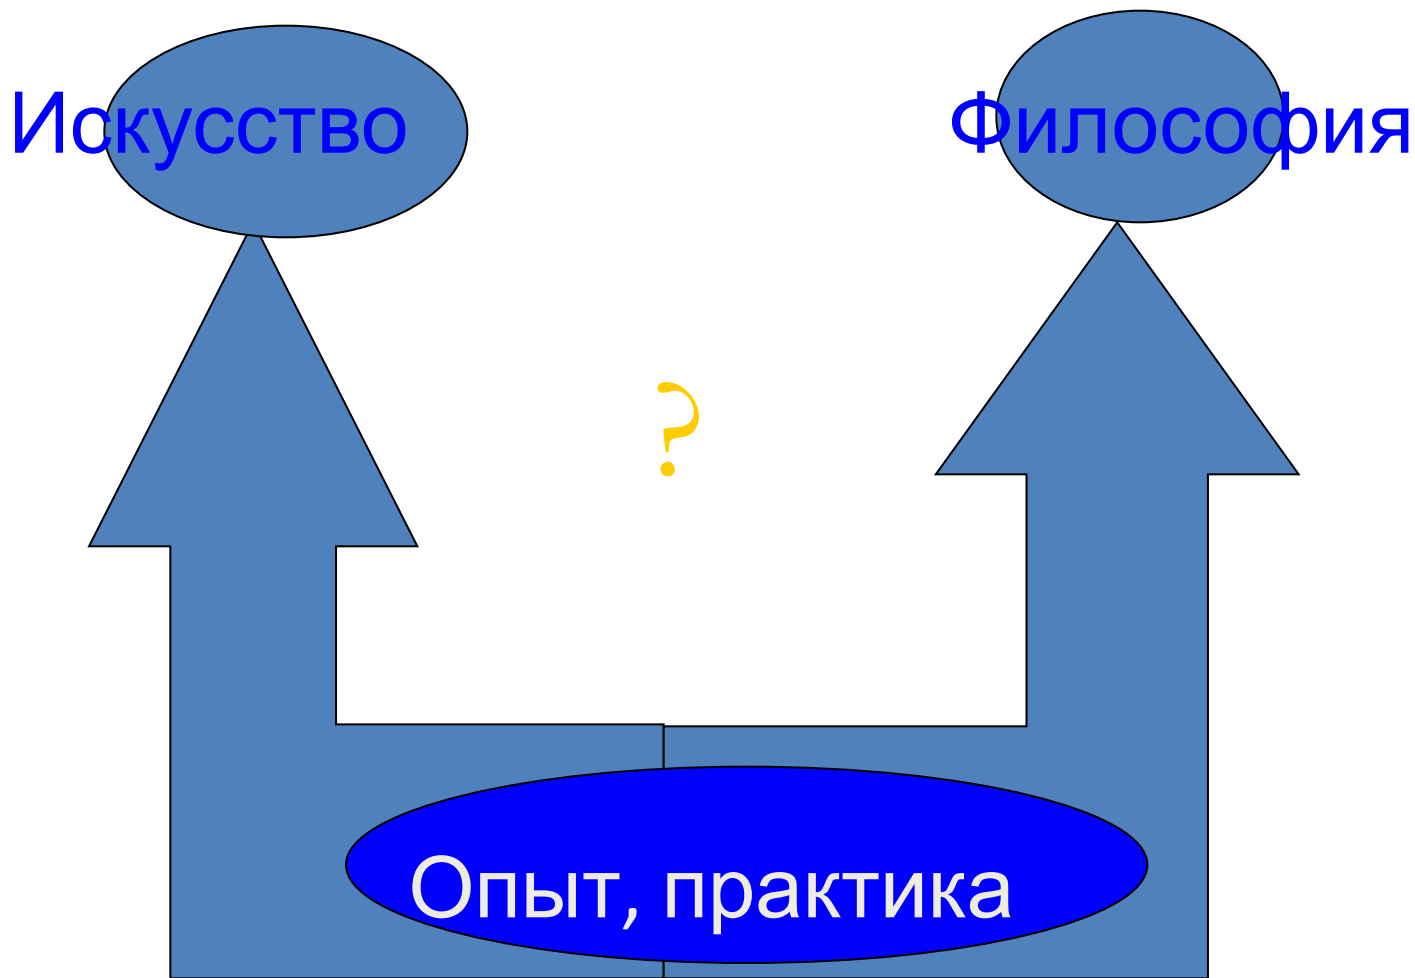 Искусство
Философия
?
Опыт, практика